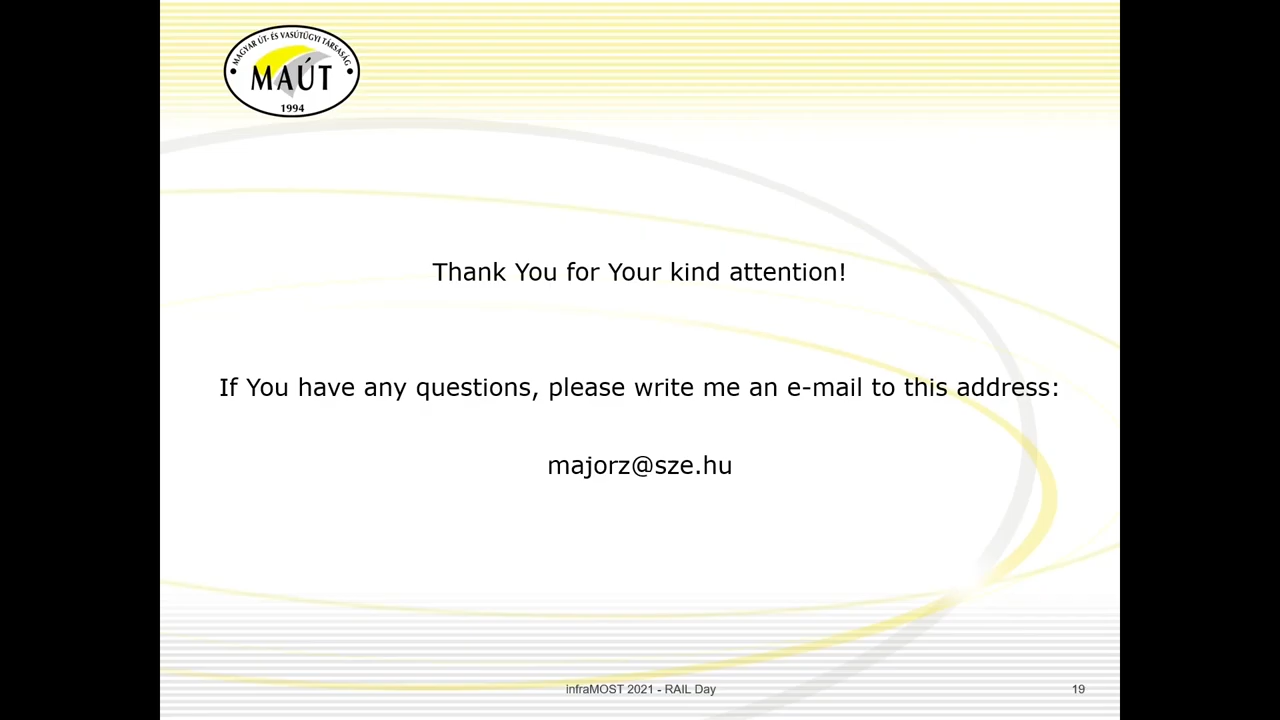 MAGYAR ÚT- ÉS VASÚTÜGYI TÁRSASÁG
MAÚT
1994
Thank You for Your kind attention!
If You have any questions, please write me an e-mail to this address:
majorz@sze.hu
infraMOST 2021 - RAIL Day
19